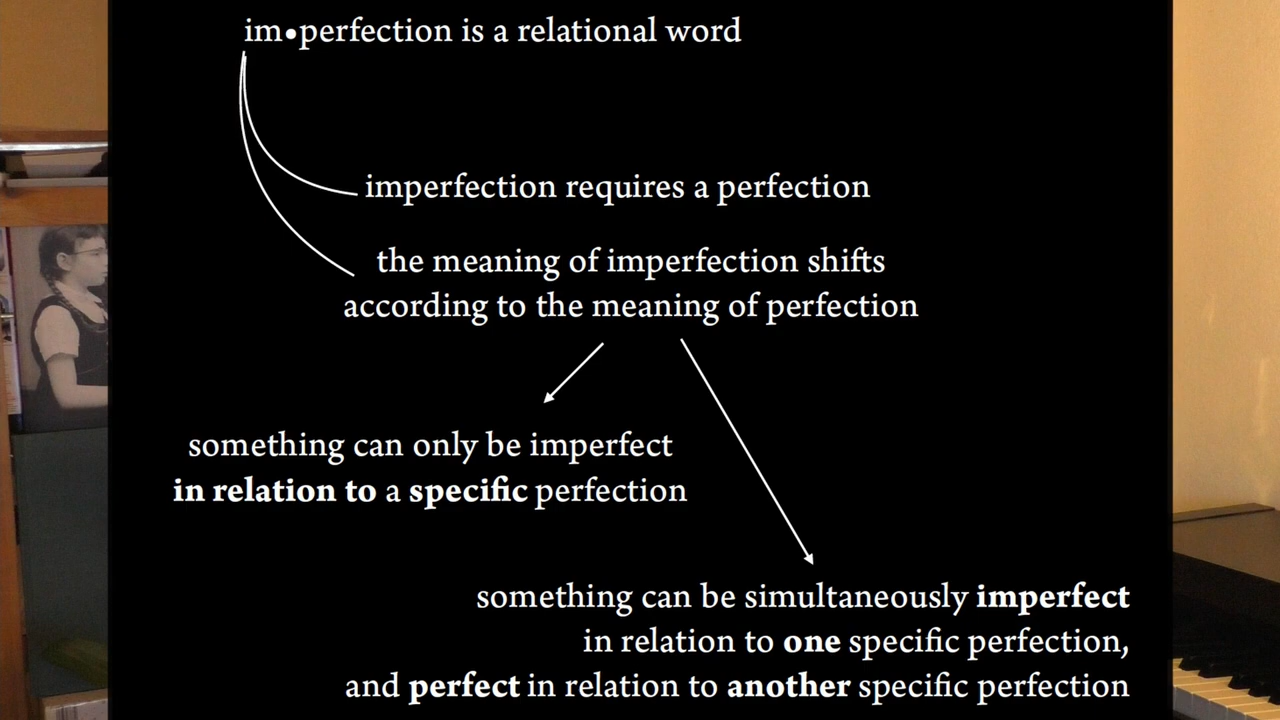 im•perfection is a relational word
imperfection requires a perfection
the meaning of imperfection shifts
according to the meaning of perfection
something can only be imperfect
in relation to a specific perfection
something can be simultaneously imperfect
in relation to one specific perfection,
and perfect in relation to another specific perfection